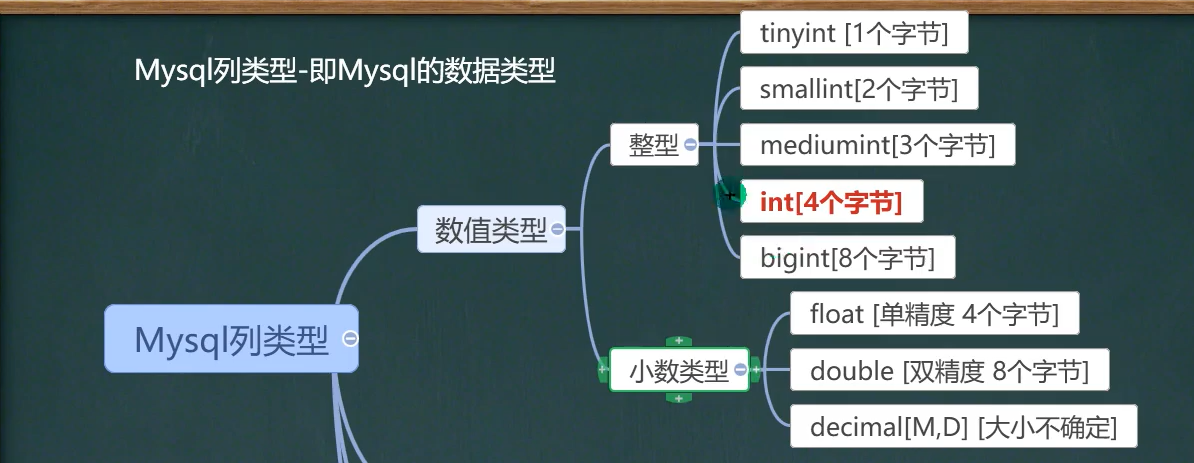 Mysql列类型-即Mysql的数据类型
Mysql列类型
数值类型
整型
tinyint [1个字节]
smallint[2个字节]
mediumint[3个字节]
int[4个字节]
bigint[8个字节]
小数类型
float [单精度 4个字节]
double [双精度 8个字节]
decimal[M,D] [大小不确定]